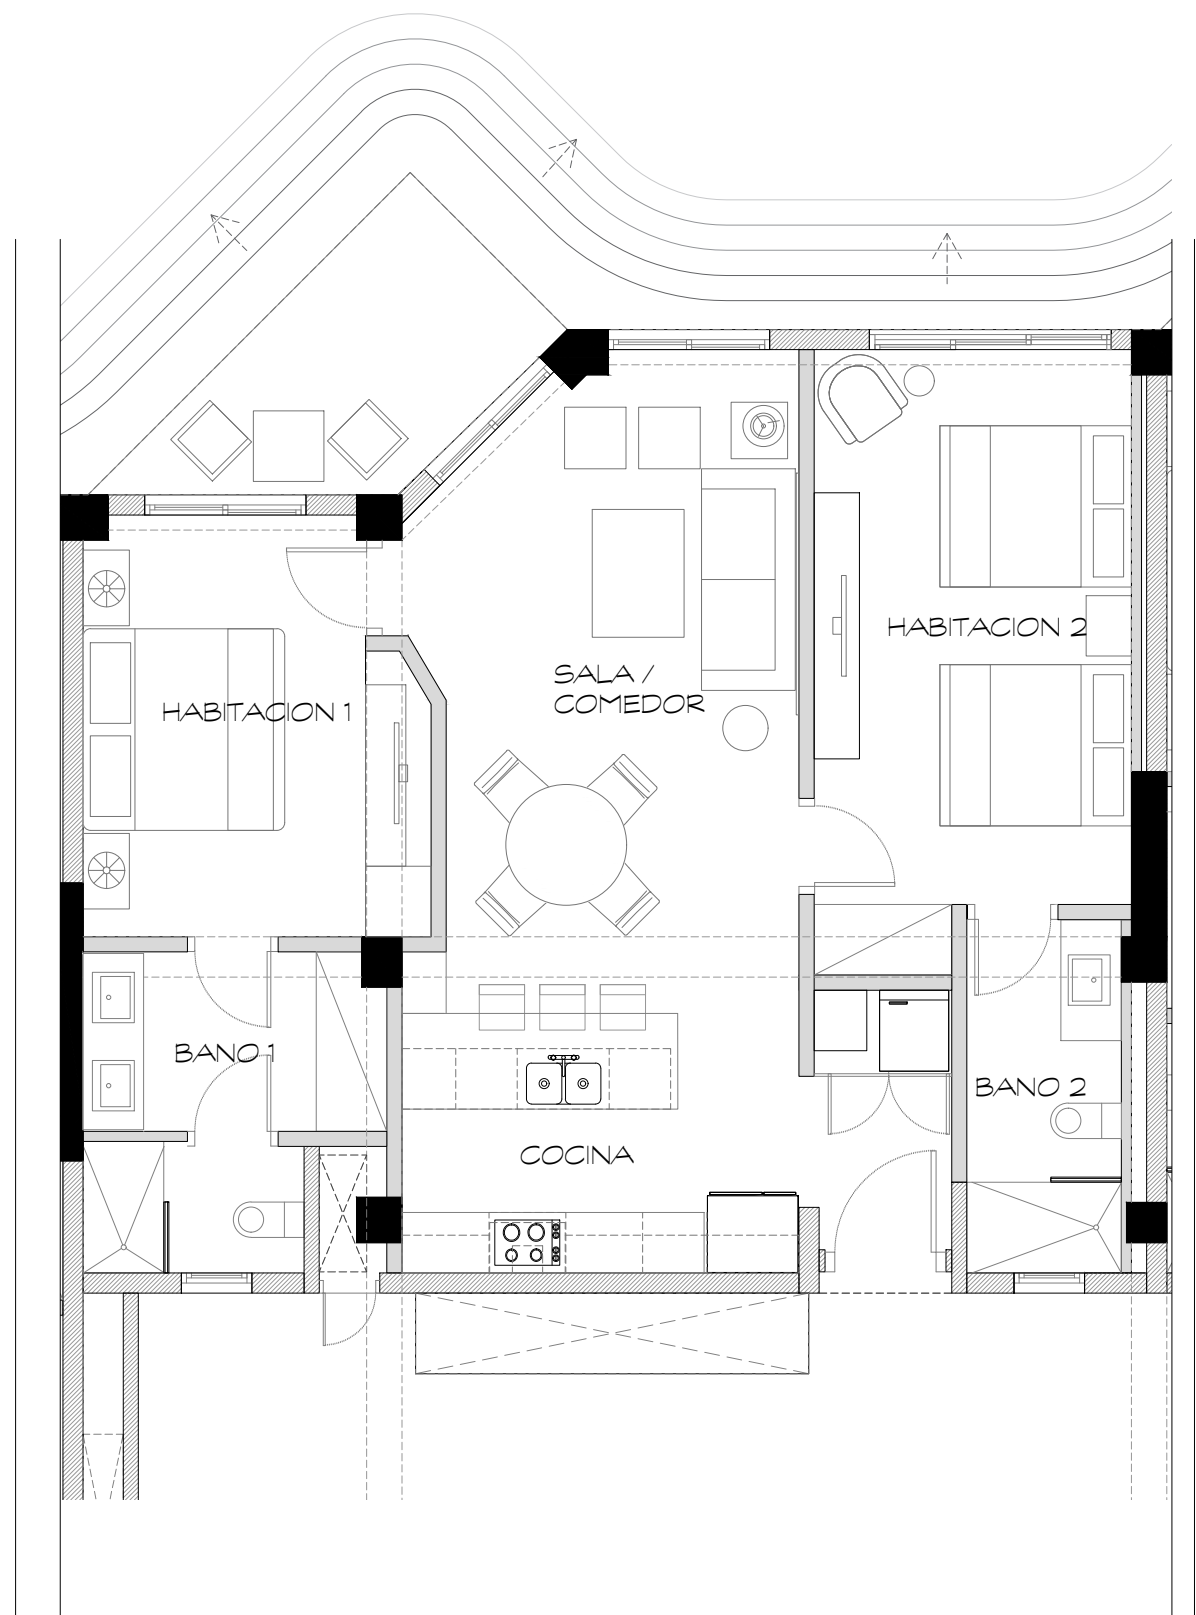 HABITACION 2
SALA /
COMEDOR
HABITACION 1
BANO 1
BANO 2
COCINA